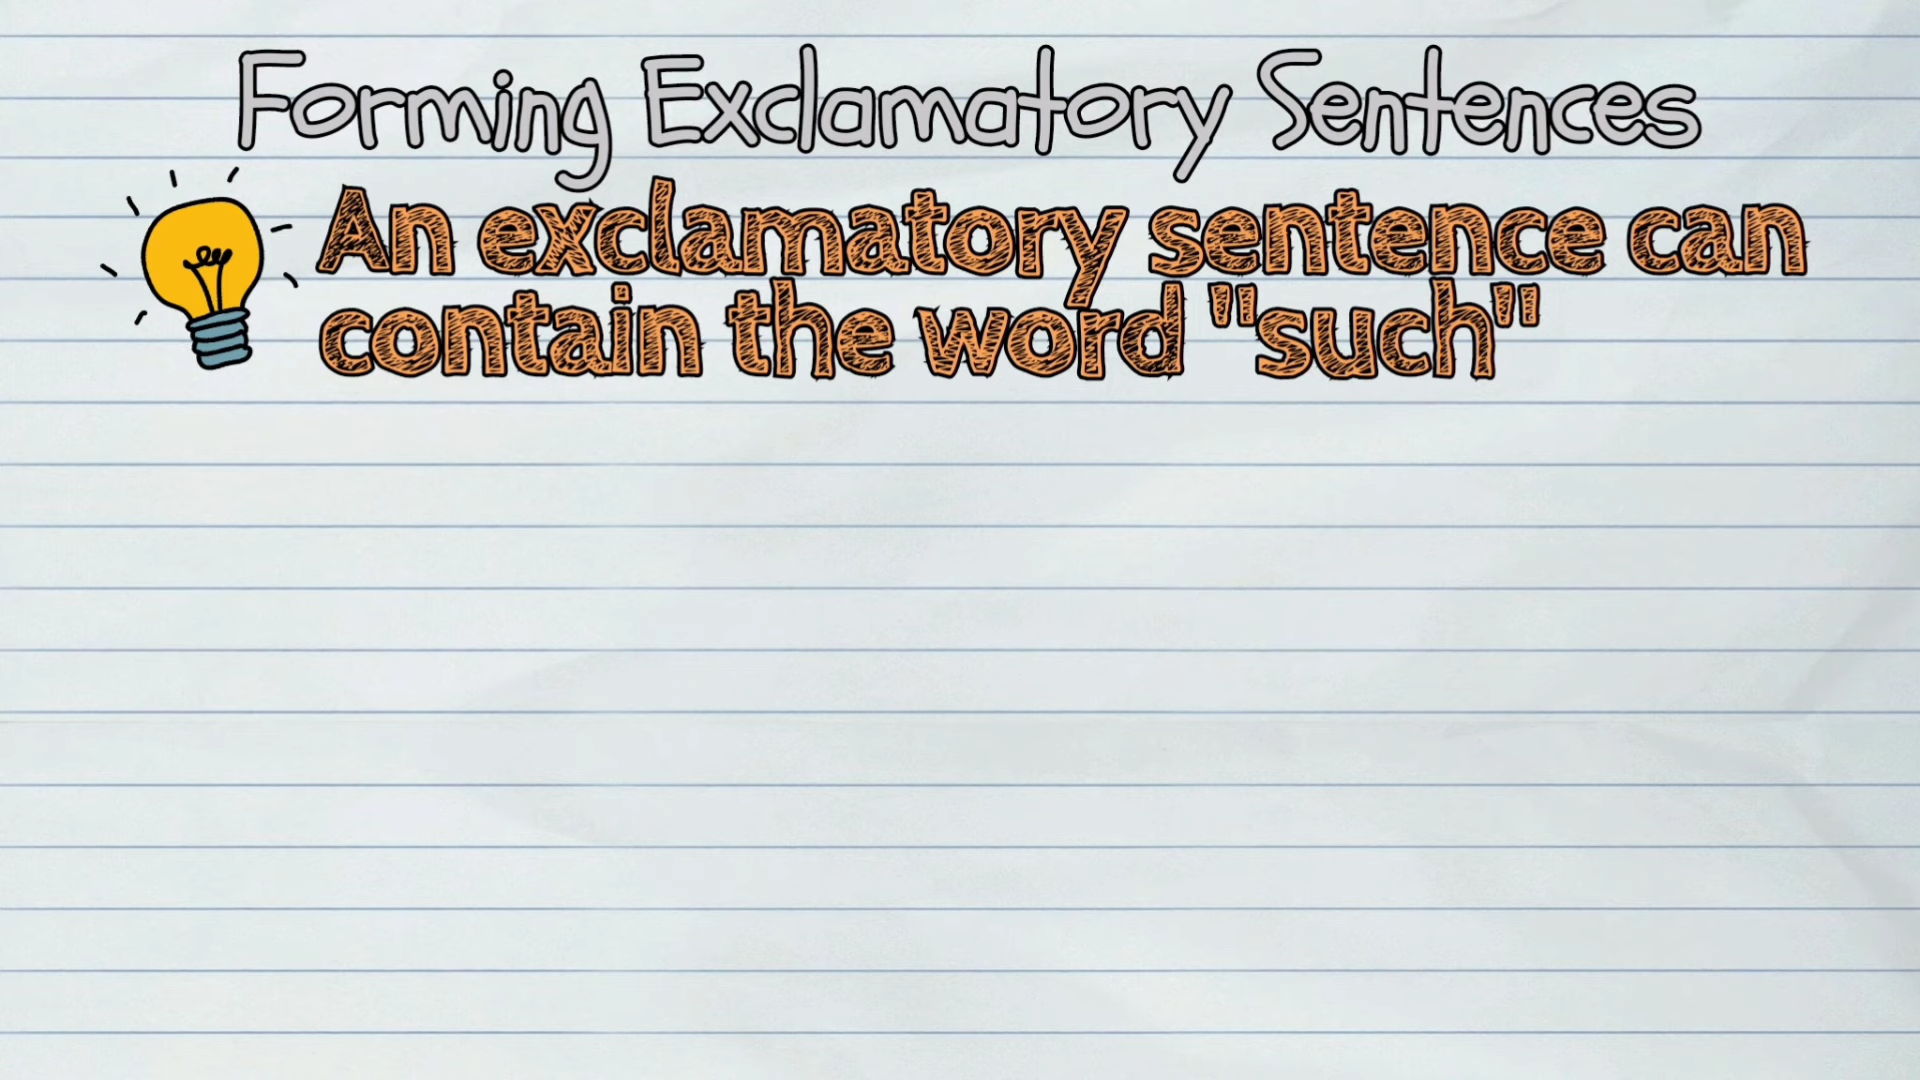 Forming Exclamatory Sentences
An exclamatory sentence can
contain the word "such"